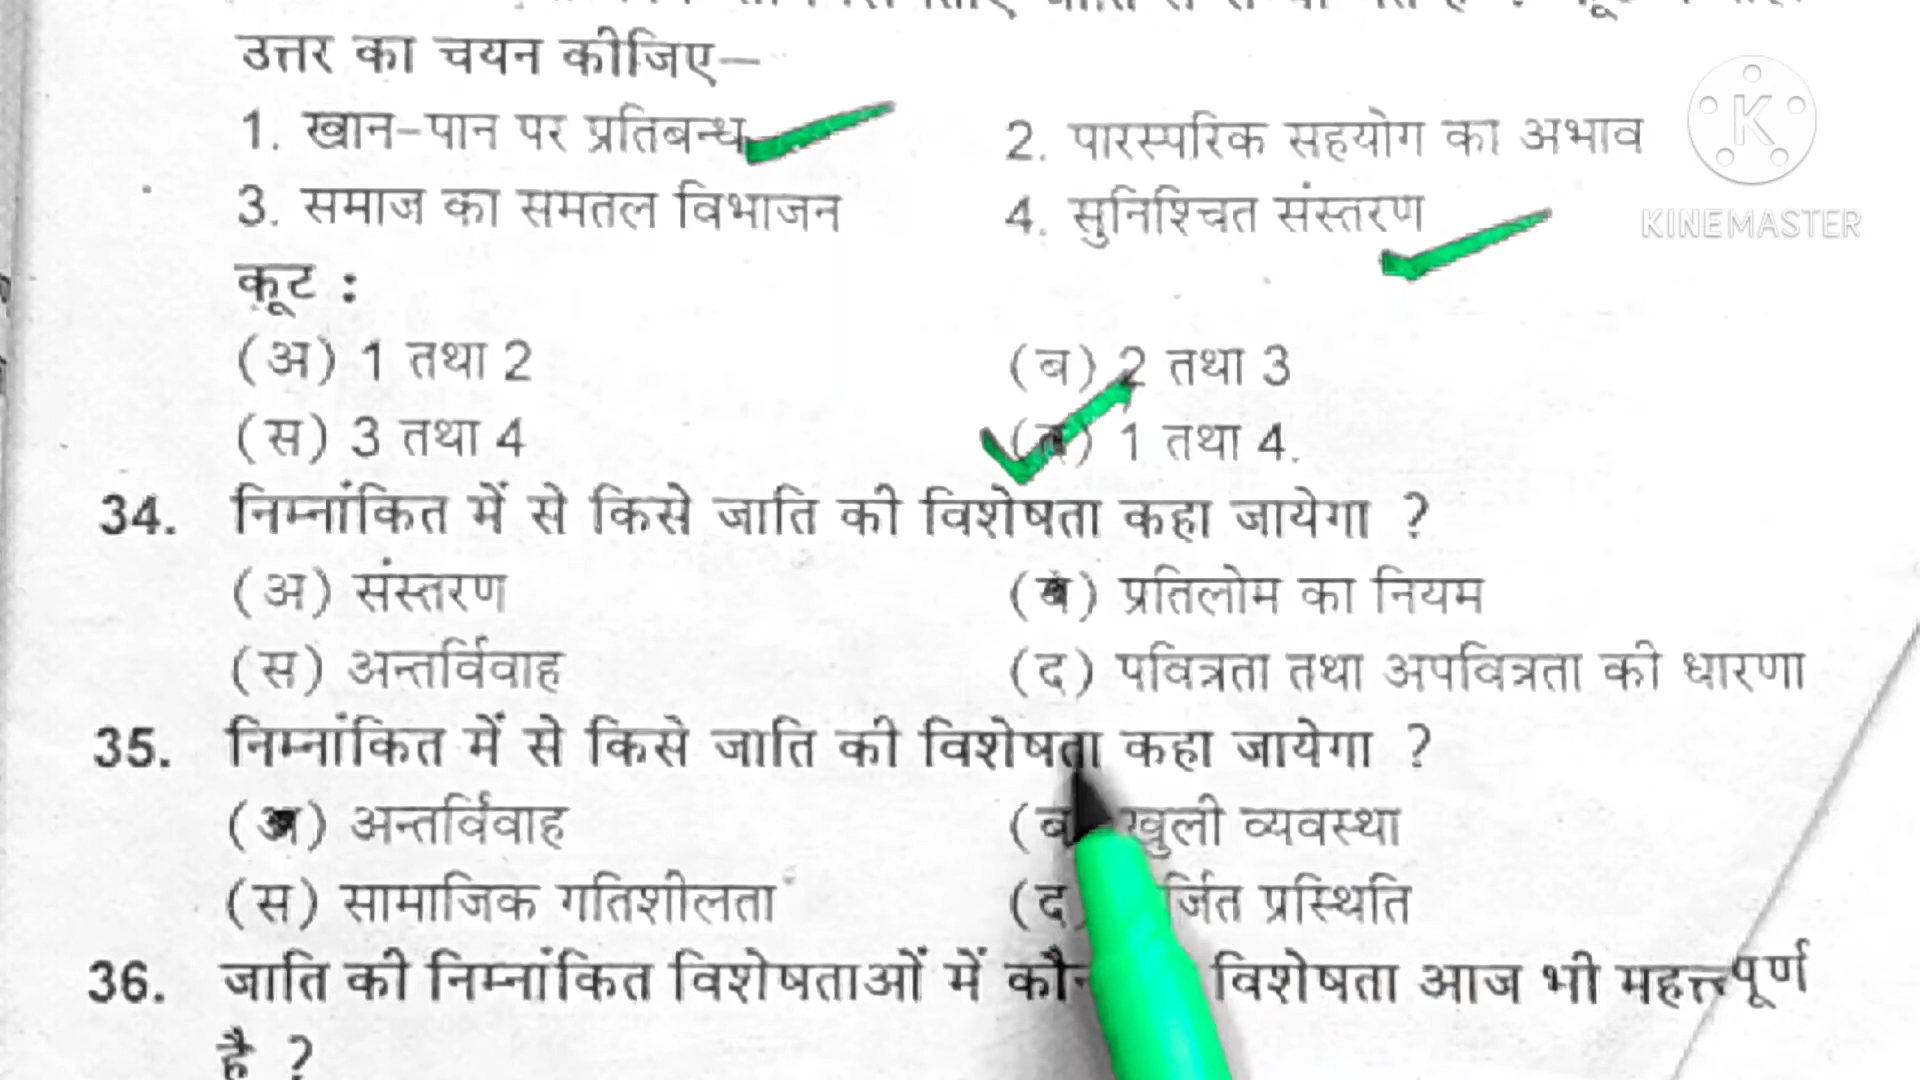 उत्तर का चयन कीजिए–
1. खान-पान पर प्रतिबन्ध 2. पारस्परिक सहयोग का अभाव
3. समाज का समतल विभाजन 4. सुनिश्चित संस्तरण
कूट :
(अ) 1 तथा 2 (ब) 2 तथा 3
(स) 3 तथा 4 1 तथा 4.
34. निम्नांकित में से किसे जाति की विशेषता कहा जायेगा ?
(अ) संस्तरण (ब) प्रतिलोम का नियम
(स) अन्तर्विवाह (द) पवित्रता तथा अपवित्रता की धारणा
35. निम्नांकित में से किसे जाति की विशेषता कहा जायेगा ?
(अ) अन्तर्विवाह (ब खुली व्यवस्था
(स) सामाजिक गतिशीलता (द) प्रस्थिति
36. जाति की निम्नांकित विशेषताओं में विशेषता आज भी महत्त्वपूर्ण
है ?
K
KINEMASTER